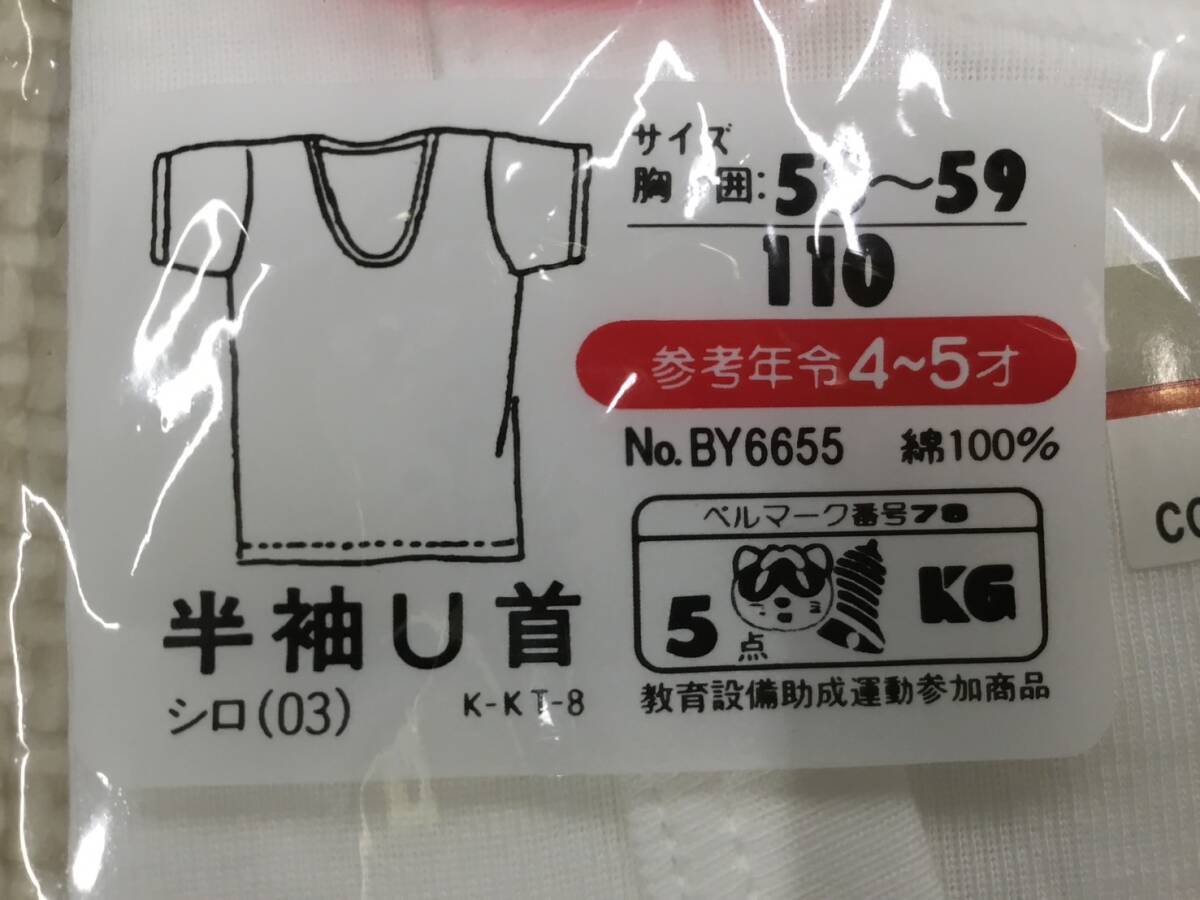 サイズ
胸囲: 5 ～59
110
参考年令4~5才
No.BY6655 綿100%
ベルマーク番号78
5点 KG
教育設備助成運動参加商品
半袖U首
シロ(03) K-KT-8
CO